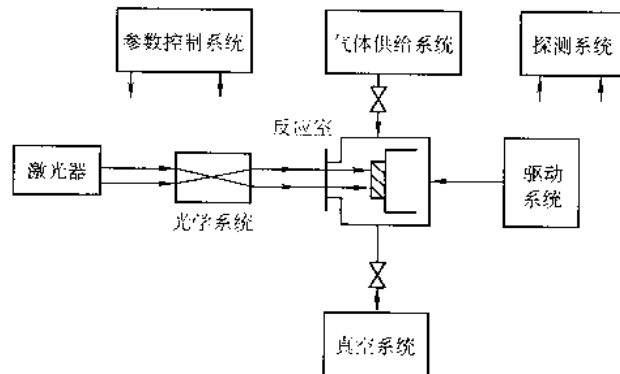 参数控制系统
气体供给系统
探测系统
反应室
激光器
光学系统
驱动
系统
真空系统